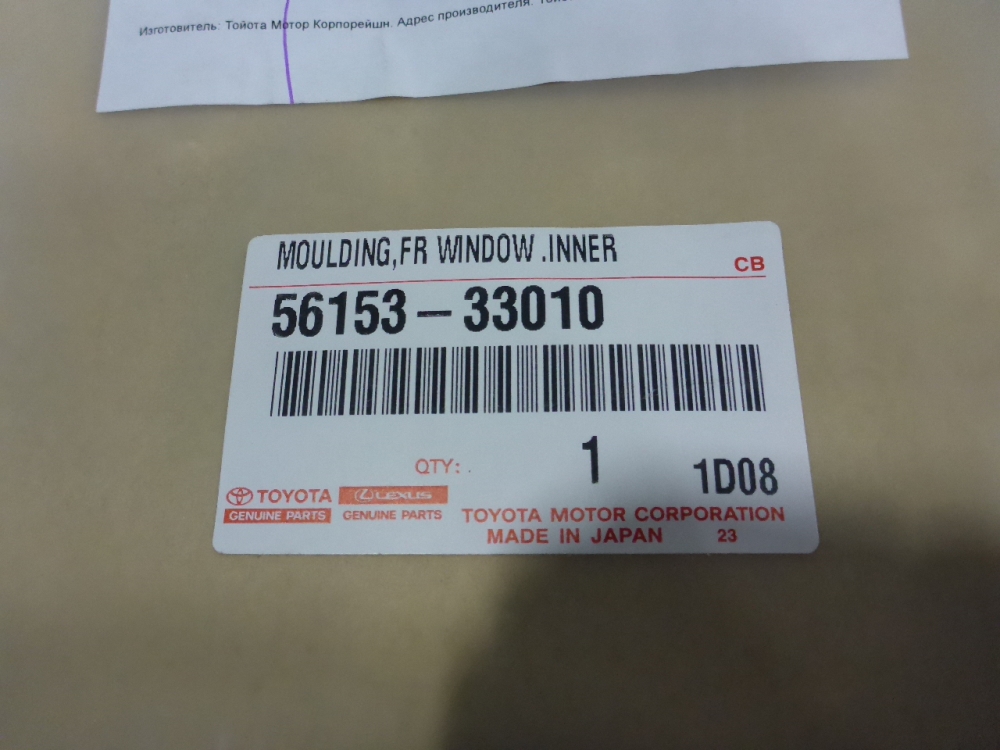 Изготовитель: Тойота Мотор Корпорейшн. Адрес производителя:
MOULDING,FR WINDOW .INNER
CB
56153-33010
QTY: 1 1D08
TOYOTA LEXUS
GENUINE PARTS GENUINE PARTS
TOYOTA MOTOR CORPORATION
MADE IN JAPAN 23